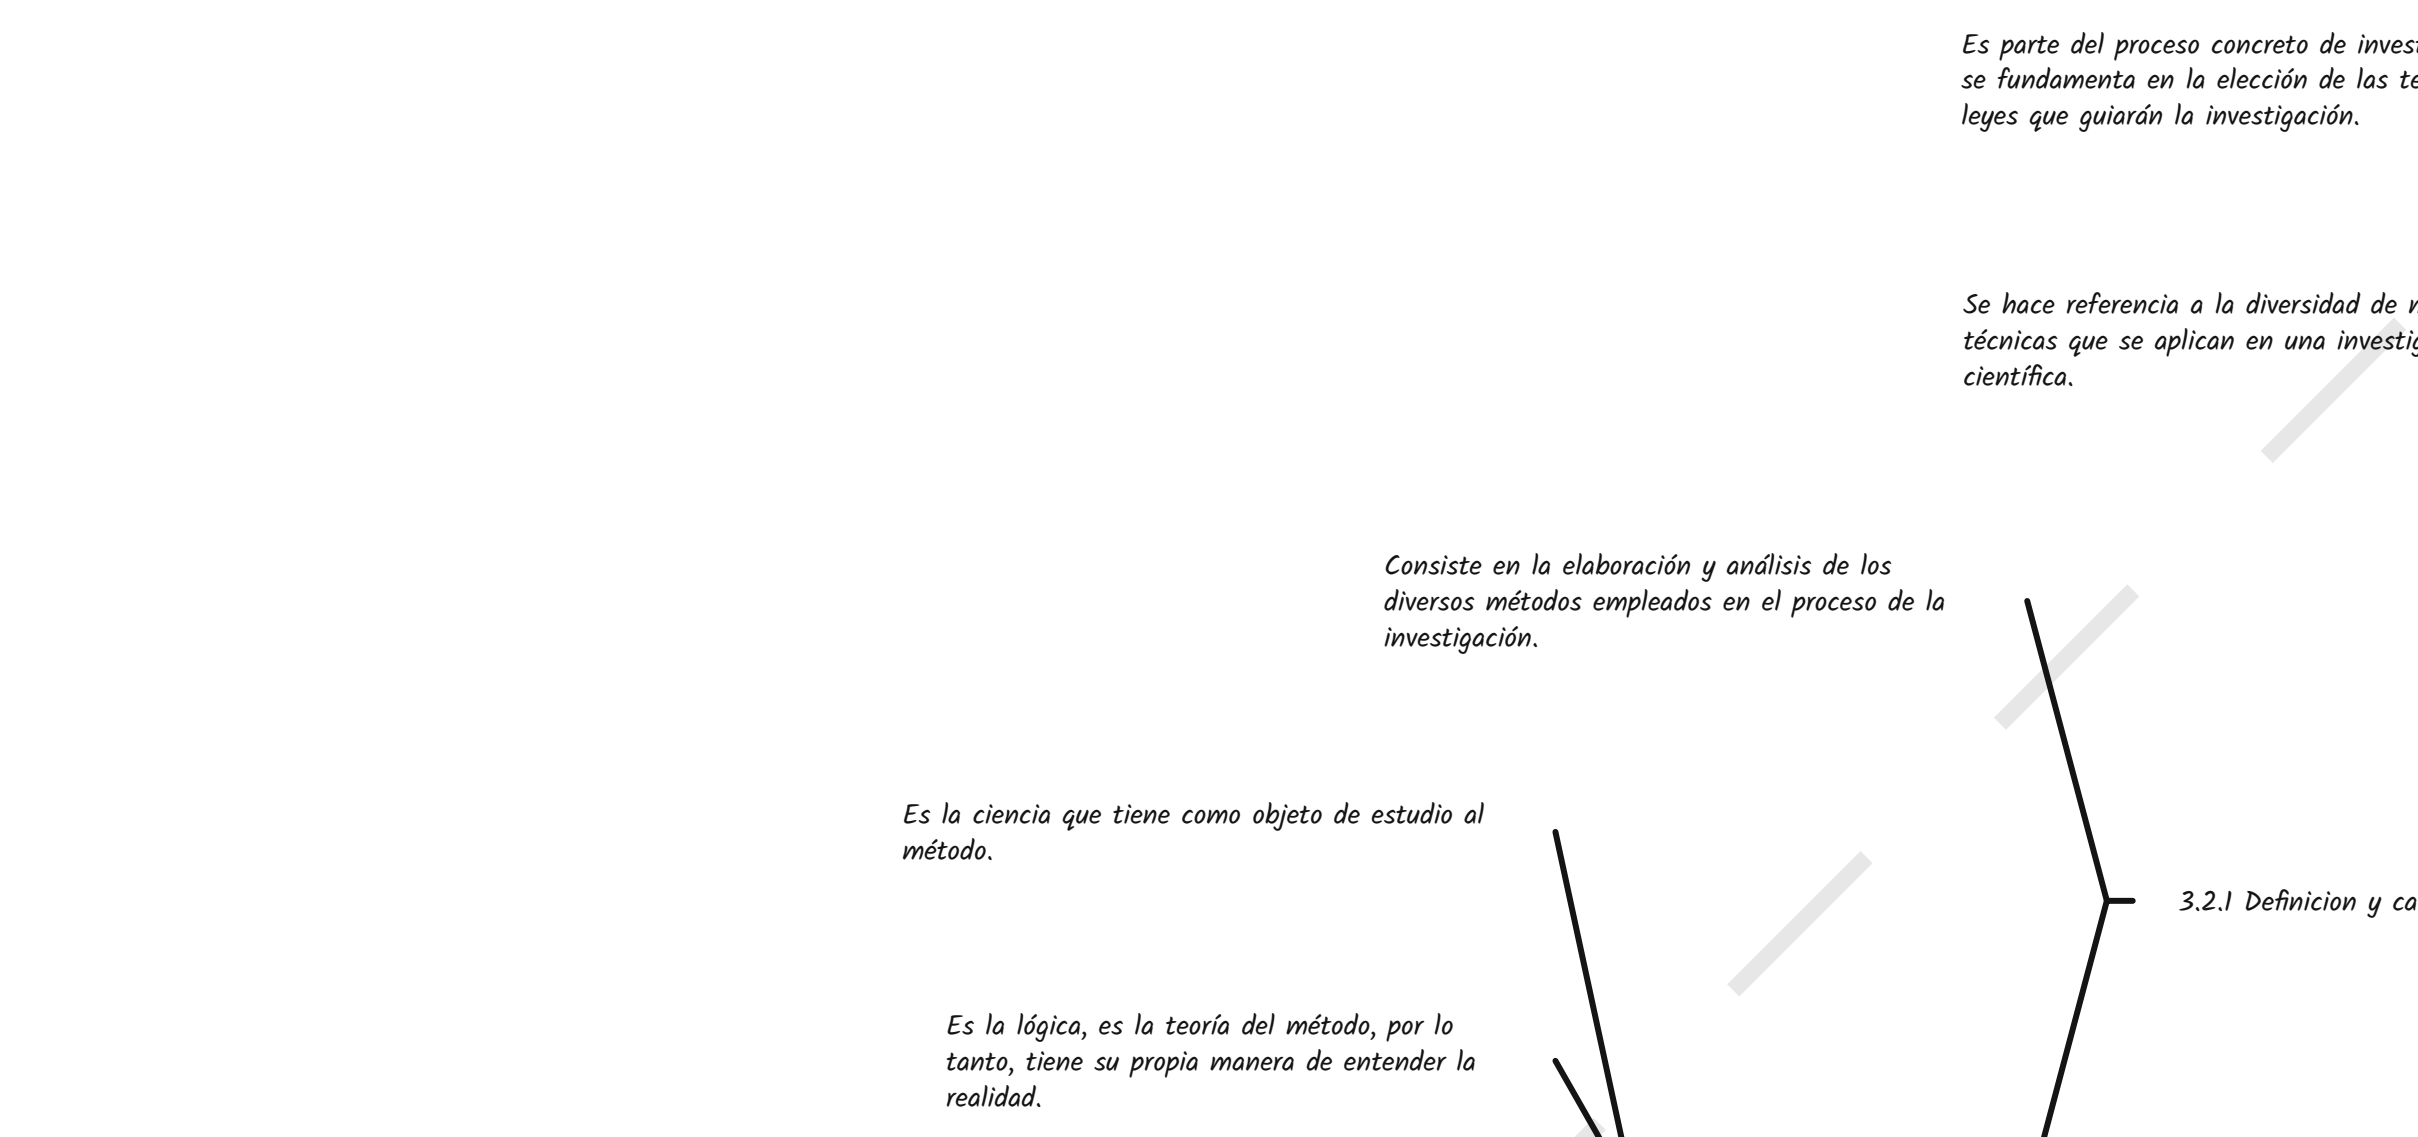 Es parte del proceso concreto de
se fundamenta en la elección de las
leyes que guiarán la investigación.
Se hace referencia a la diversidad de
técnicas que se aplican en una
científica.
Consiste en la elaboración y análisis de los
diversos métodos empleados en el proceso de la
investigación.
Es la ciencia que tiene como objeto de estudio al
método.
3.2.1 Definicion y
Es la lógica, es la teoría del método, por lo
tanto, tiene su propia manera de entender la
realidad.